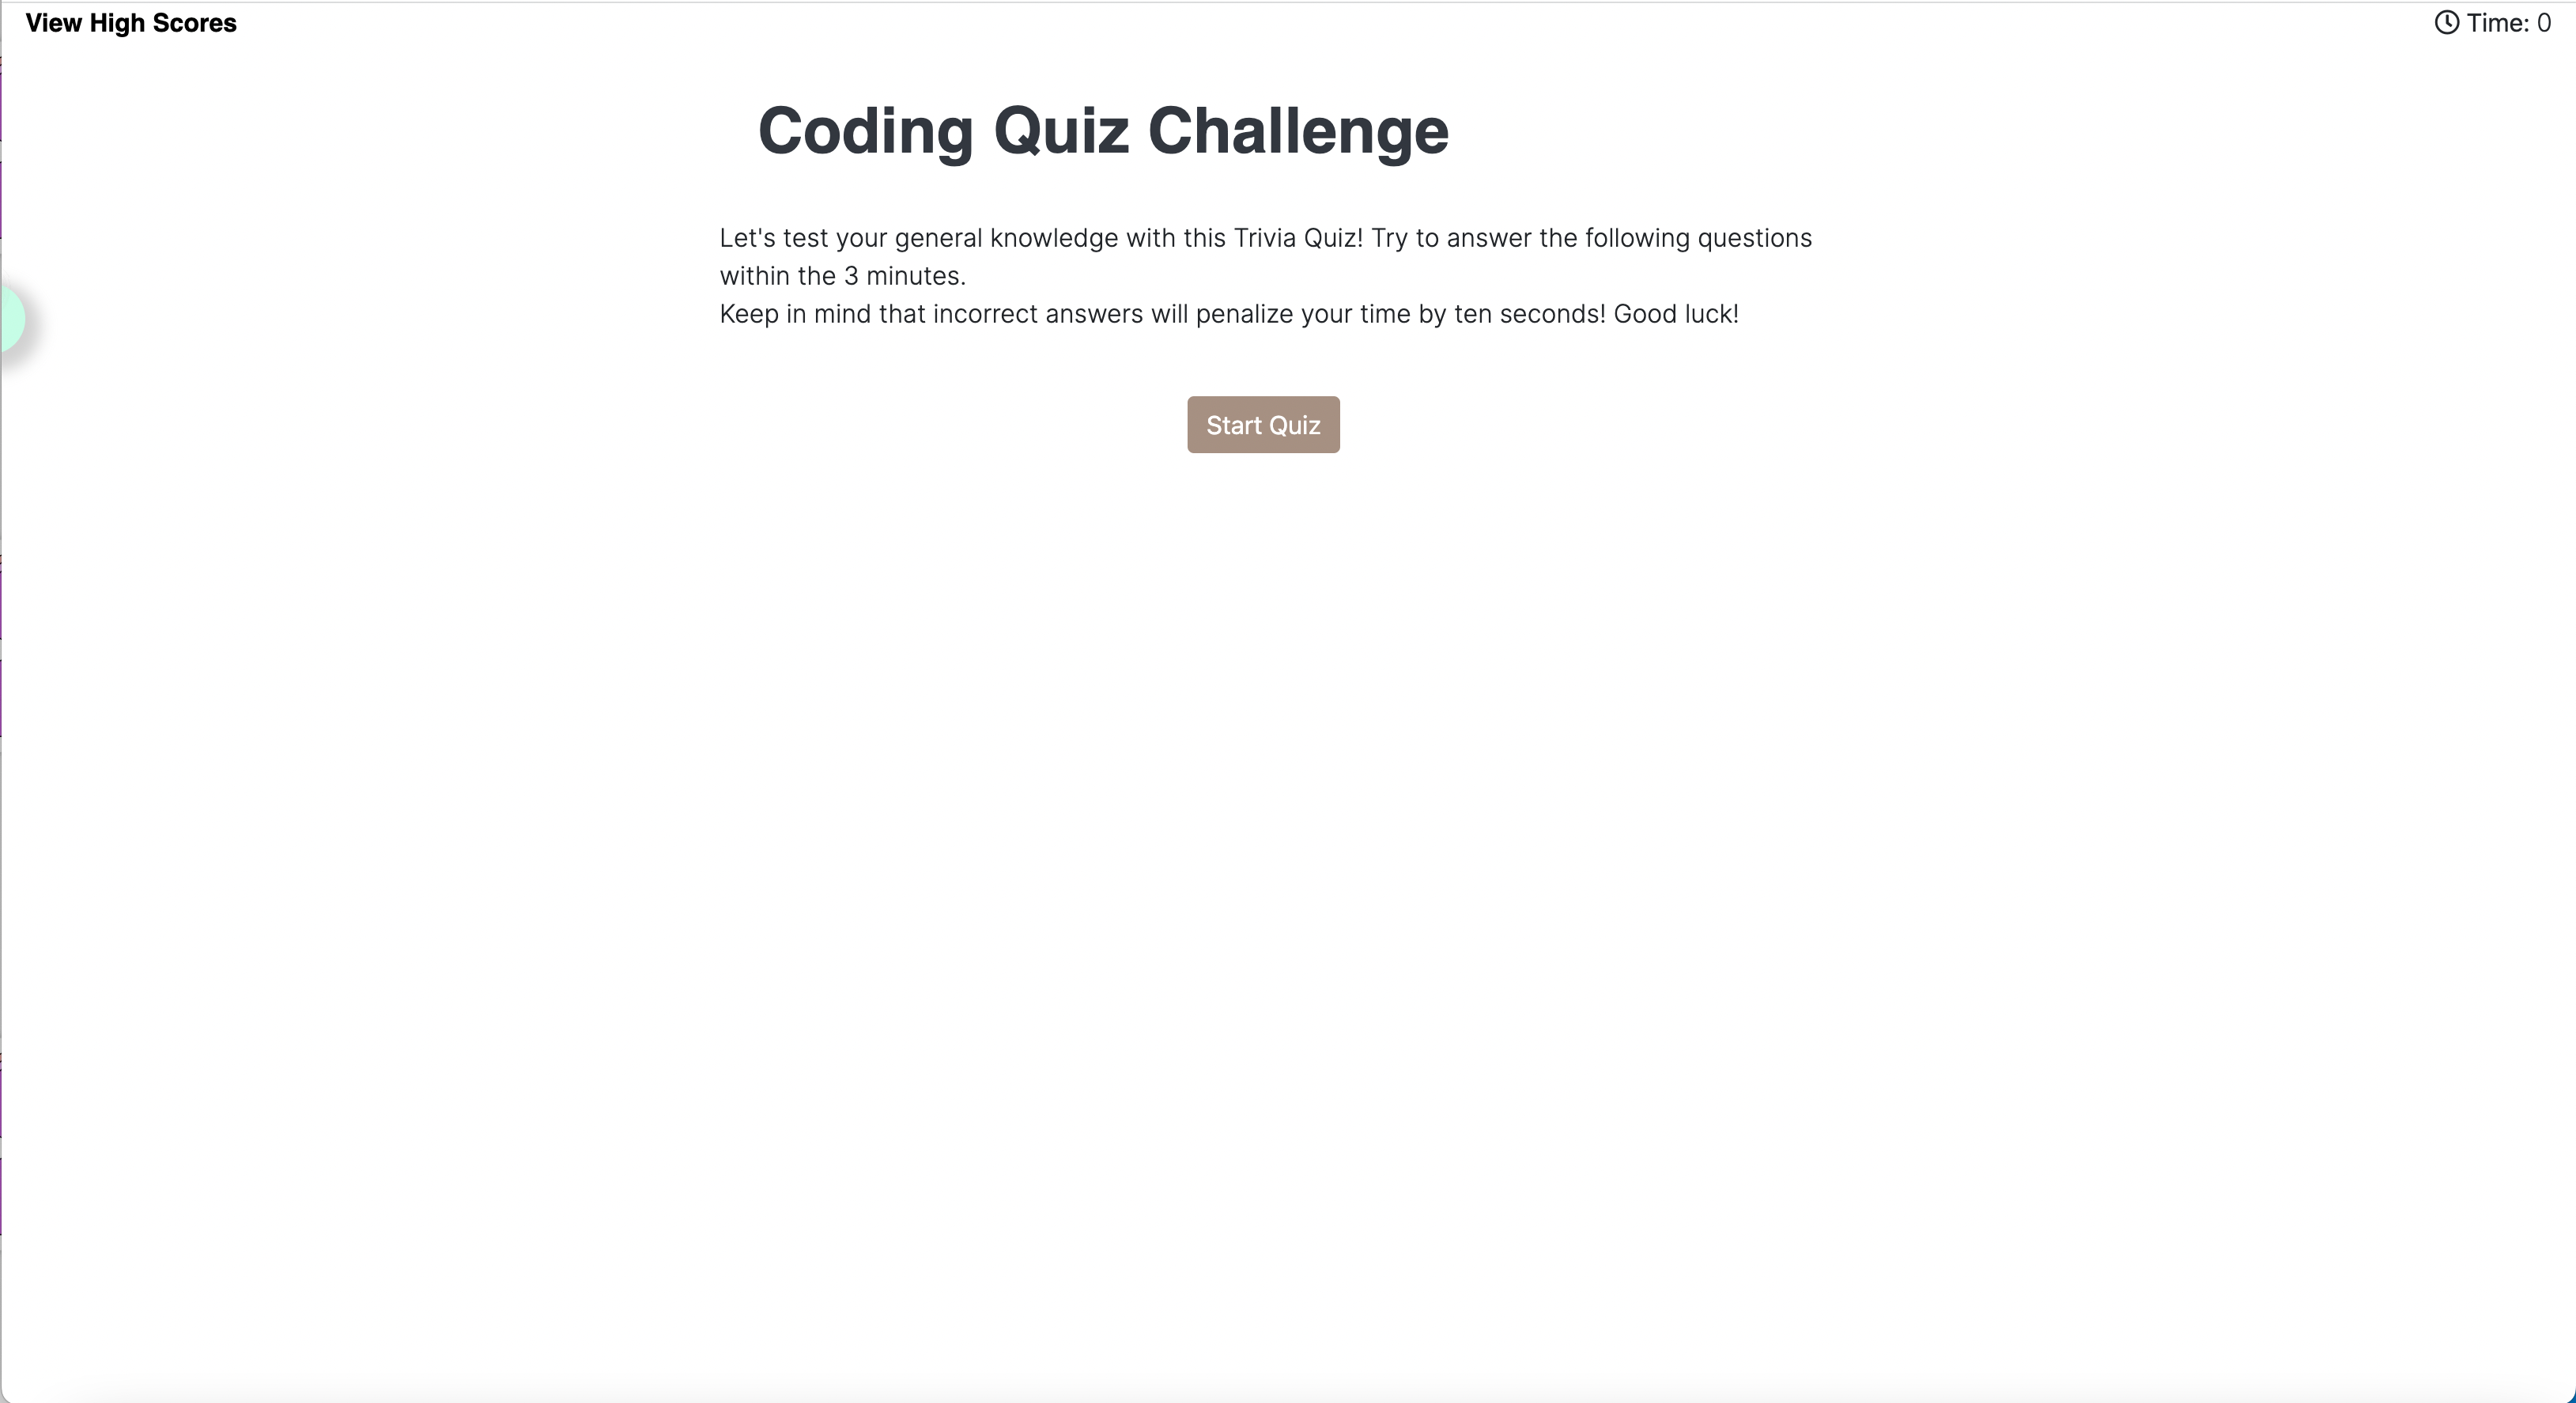 View High Scores
Time: 0
Coding Quiz Challenge
Let's test your general knowledge with this Trivia Quiz! Try to answer the following questions
within the 3 minutes.
Keep in mind that incorrect answers will penalize your time by ten seconds! Good luck!
Start Quiz